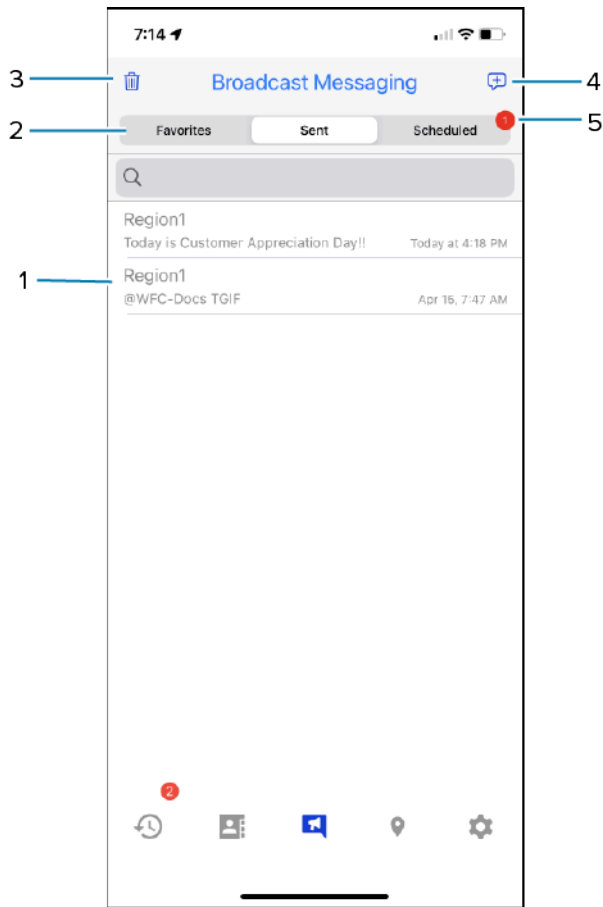 7:14
3
Broadcast Messaging
4
2
Favorites
Sent
Scheduled
1
5
Region1
Today is Customer Appreciation Day!!
Today at 4:18 PM
1
Region1
@WFC-Docs TGIF
Apr 15, 7:47 AM
2